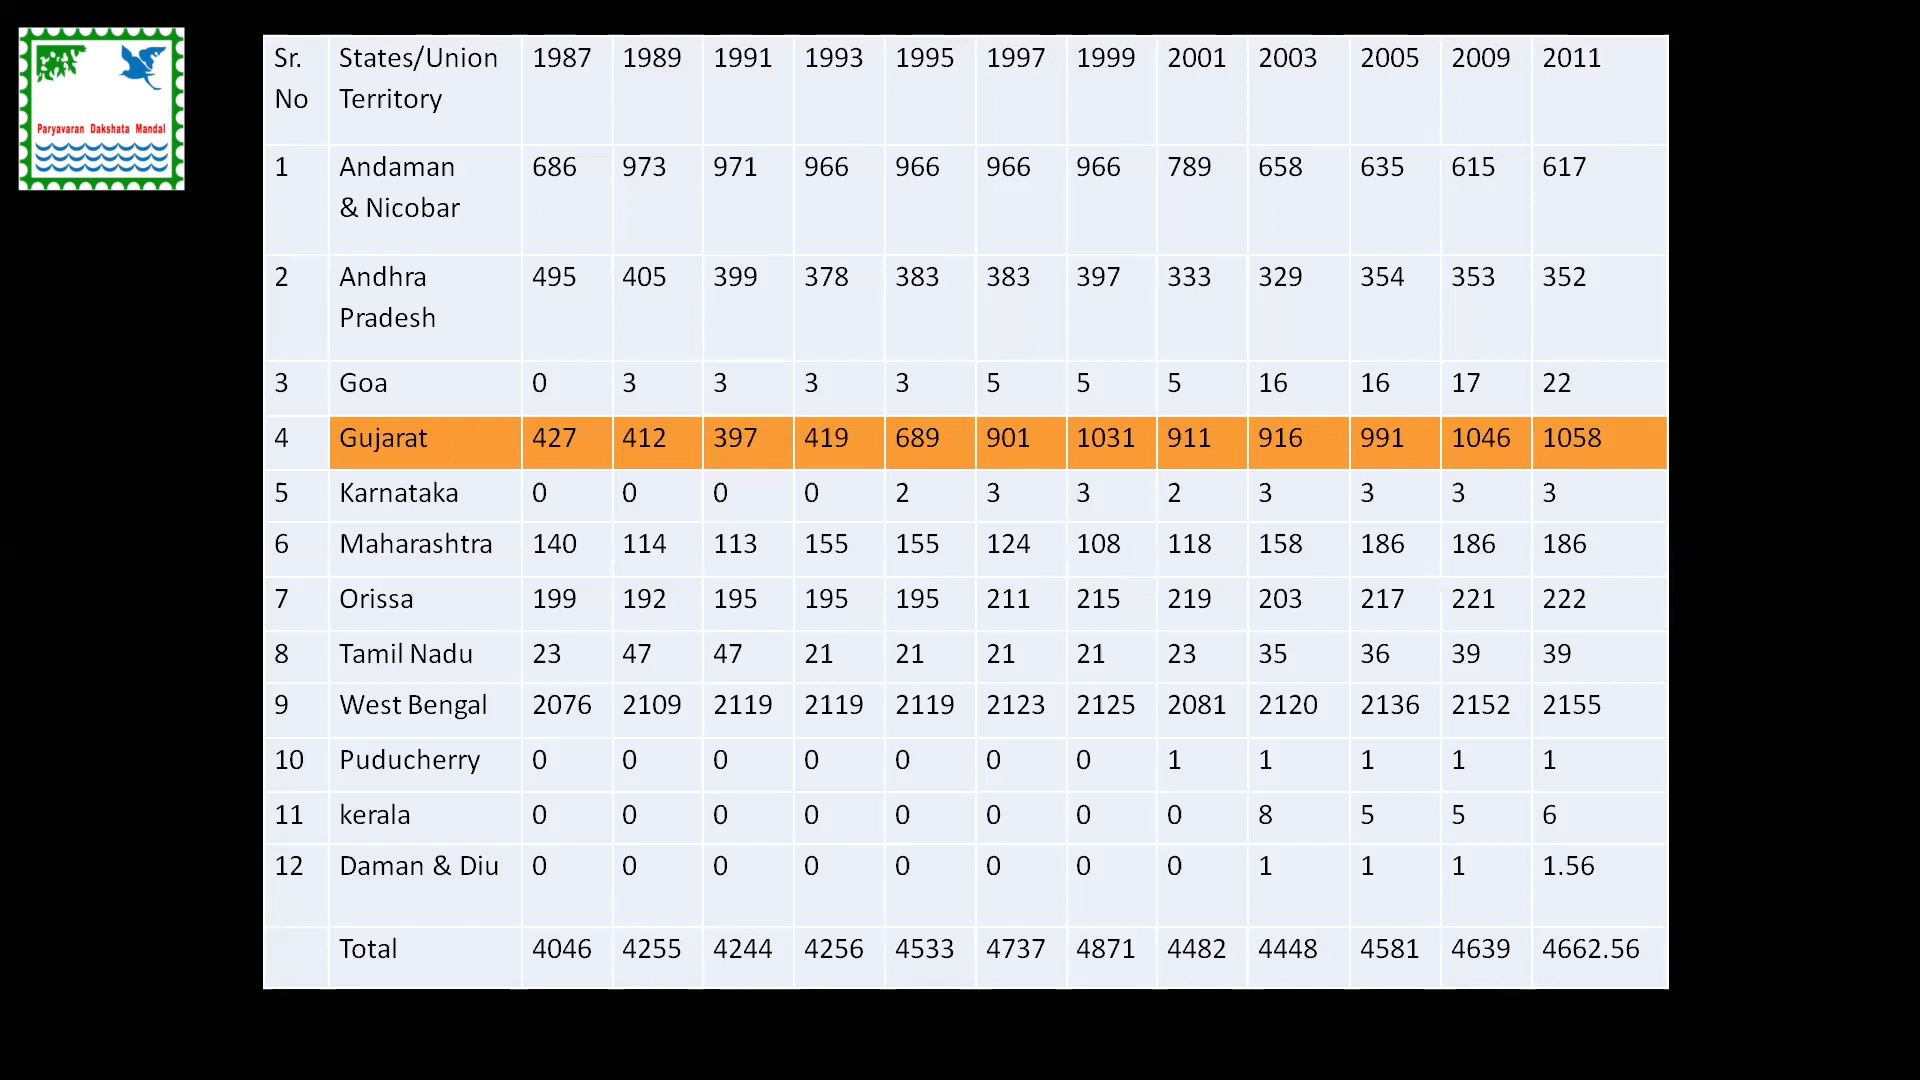 Paryavaran Dakshata Mandal
Sr. No States/Union Territory 1987 1989 1991 1993 1995 1997 1999 2001 2003 2005 2009 2011
1 Andaman & Nicobar 686 973 971 966 966 966 966 789 658 635 615 617
2 Andhra Pradesh 495 405 399 378 383 383 397 333 329 354 353 352
3 Goa 0 3 3 3 3 5 5 5 16 16 17 22
4 Gujarat 427 412 397 419 689 901 1031 911 916 991 1046 1058
5 Karnataka 0 0 0 0 2 3 3 2 3 3 3 3
6 Maharashtra 140 114 113 155 155 124 108 118 158 186 186 186
7 Orissa 199 192 195 195 195 211 215 219 203 217 221 222
8 Tamil Nadu 23 47 47 21 21 21 21 23 35 36 39 39
9 West Bengal 2076 2109 2119 2119 2119 2123 2125 2081 2120 2136 2152 2155
10 Puducherry 0 0 0 0 0 0 0 1 1 1 1 1
11 kerala 0 0 0 0 0 0 0 0 8 5 5 6
12 Daman & Diu 0 0 0 0 0 0 0 0 1 1 1 1.56
Total 4046 4255 4244 4256 4533 4737 4871 4482 4448 4581 4639 4662.56